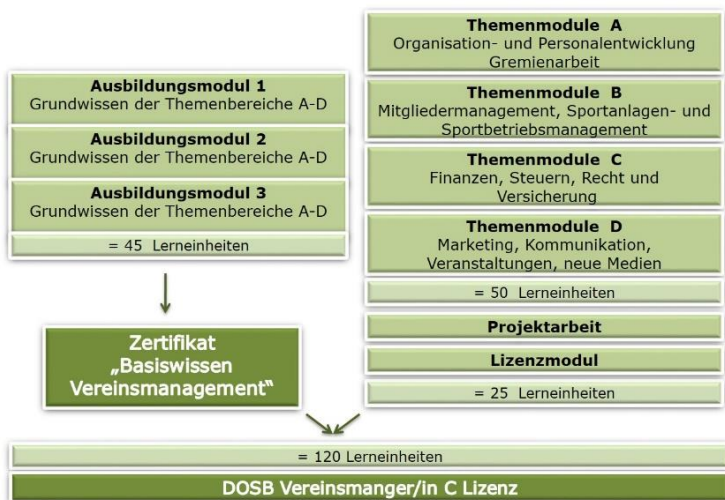 Ausbildungsmodul 1
Grundwissen der Themenbereiche A-D
Ausbildungsmodul 2
Grundwissen der Themenbereiche A-D
Ausbildungsmodul 3
Grundwissen der Themenbereiche A-D
= 45 Lerneinheiten
Zertifikat
„Basiswissen
Vereinsmanagement“
Themenmodule A
Organisation- und Personalentwicklung
Gremienarbeit
Themenmodule B
Mitgliedermanagement, Sportanlagen- und
Sportbetriebsmanagement
Themenmodule C
Finanzen, Steuern, Recht und
Versicherung
Themenmodule D
Marketing, Kommunikation,
Veranstaltungen, neue Medien
= 50 Lerneinheiten
Projektarbeit
Lizenzmodul
= 25 Lerneinheiten
= 120 Lerneinheiten
DOSB Vereinsmanger/in C Lizenz